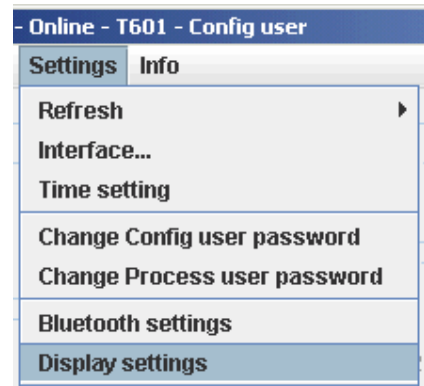 - Online - T601 - Config user
Settings Info
Refresh
Interface...
Time setting
Change Config user password
Change Process user password
Bluetooth settings
Display settings